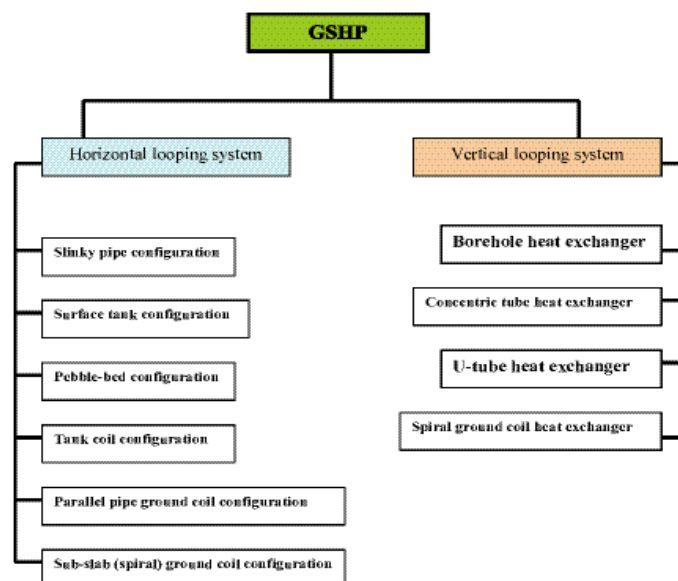 GSHP
Horizontal looping system
Vertical looping system
Slinky pipe configuration
Surface tank configuration
Pebble-bed configuration
Tank coil configuration
Parallel pipe ground coil configuration
Sub-slab (spiral) ground coil configuration
Borehole heat exchanger
Concentric tube heat exchanger
U-tube heat exchanger
Spiral ground coil heat exchanger